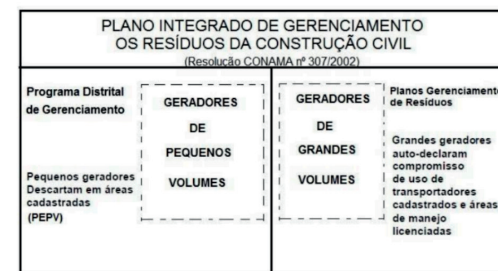 PLANO INTEGRADO DE GERENCIAMENTO
OS RESÍDUOS DA CONSTRUÇÃO CIVIL
(Resolução CONAMA nº 307/2002)
Programa Distrital
de Gerenciamento
Pequenos geradores
Descartam em áreas
cadastradas
(PEPV)
GERADORES
DE
PEQUENOS
VOLUMES
GERADORES
DE
GRANDES
VOLUMES
Planos Gerenciamento
de Resíduos
Grandes geradores
auto-declaram
compromisso
de uso de
transportadores
cadastrados e áreas
de manejo
licenciadas